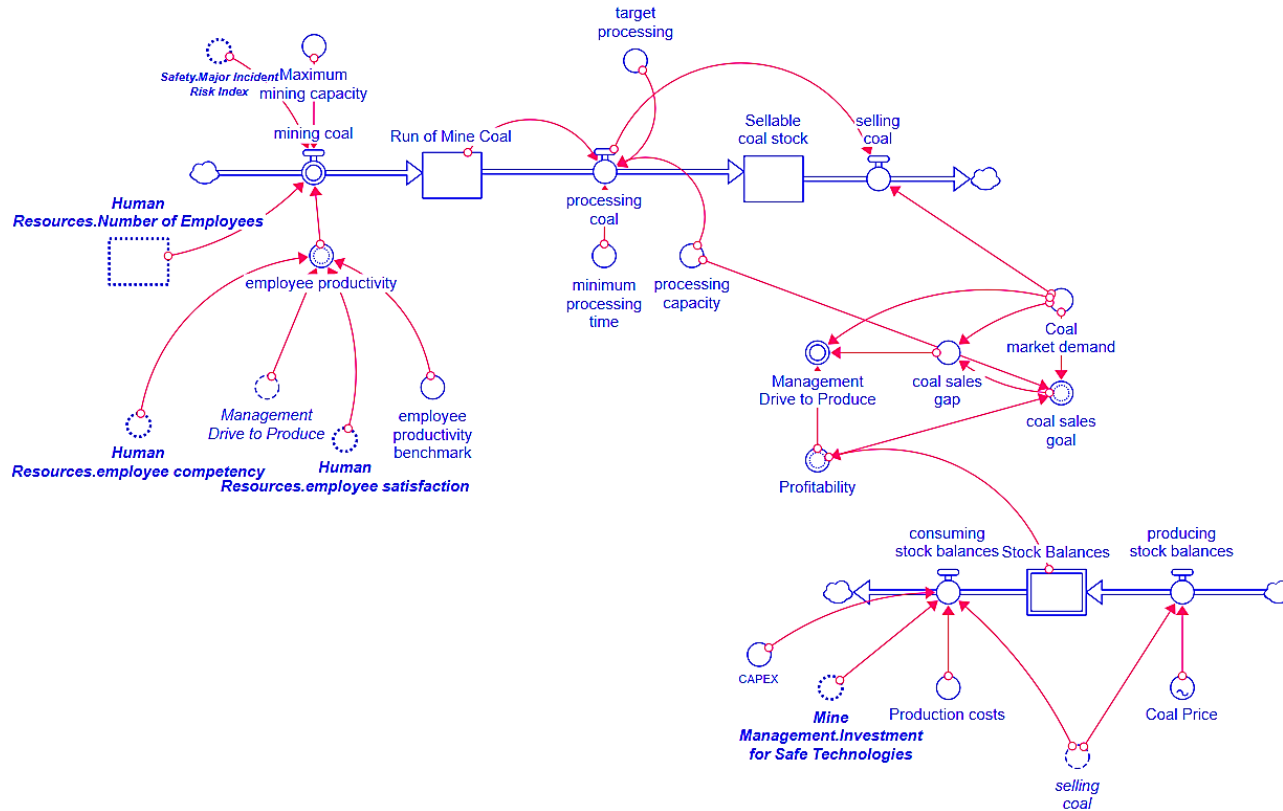 target
processing
Safety.Major Incident
Risk Index
Maximum
mining capacity
mining coal
Run of Mine Coal
Sellable
coal stock
selling
coal
Human
Resources.Number of Employees
processing
coal
employee productivity
minimum
processing
time
processing
capacity
Coal
market demand
Management
Drive to Produce
coal sales
gap
coal sales
goal
Management
Drive to Produce
employee
productivity
benchmark
Human
Resources.employee competency
Human
Resources.employee satisfaction
Profitability
consuming
stock balances
Stock Balances
producing
stock balances
CAPEX
Mine
Management.Investment
for Safe Technologies
Production costs
Coal Price
selling
coal